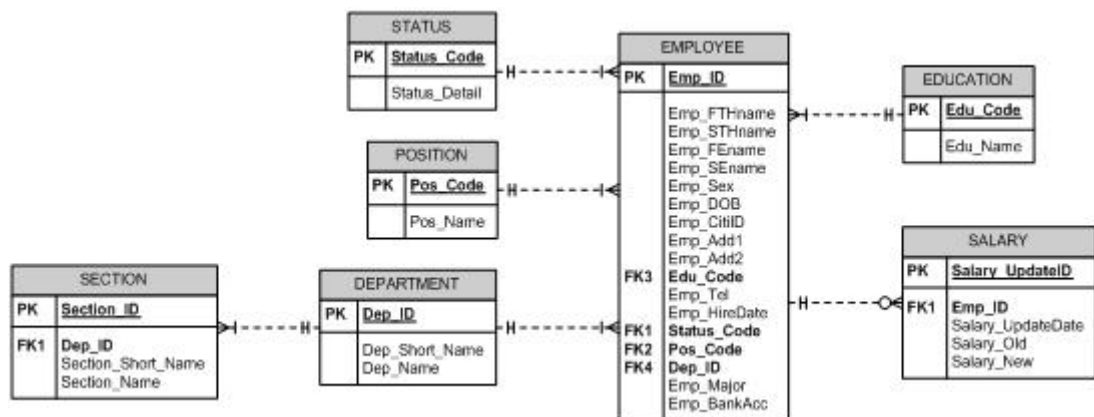 STATUS
PK Status_Code
Status_Detail
POSITION
PK Pos_Code
Pos_Name
SECTION
PK Section_ID
FK1 Dep_ID
Section_Short_Name
Section_Name
DEPARTMENT
PK Dep_ID
Dep_Short_Name
Dep_Name
EMPLOYEE
PK Emp_ID
Emp_FTHname
Emp_STHname
Emp_FEname
Emp_SEname
Emp_Sex
Emp_DOB
Emp_CitiID
Emp_Add1
Emp_Add2
FK3 Edu_Code
Emp_Tel
Emp_HireDate
FK1 Status_Code
FK2 Pos_Code
FK4 Dep_ID
Emp_Major
Emp_BankAcc
EDUCATION
PK Edu_Code
Edu_Name
SALARY
PK Salary_UpdateID
FK1 Emp_ID
Salary_UpdateDate
Salary_Old
Salary_New